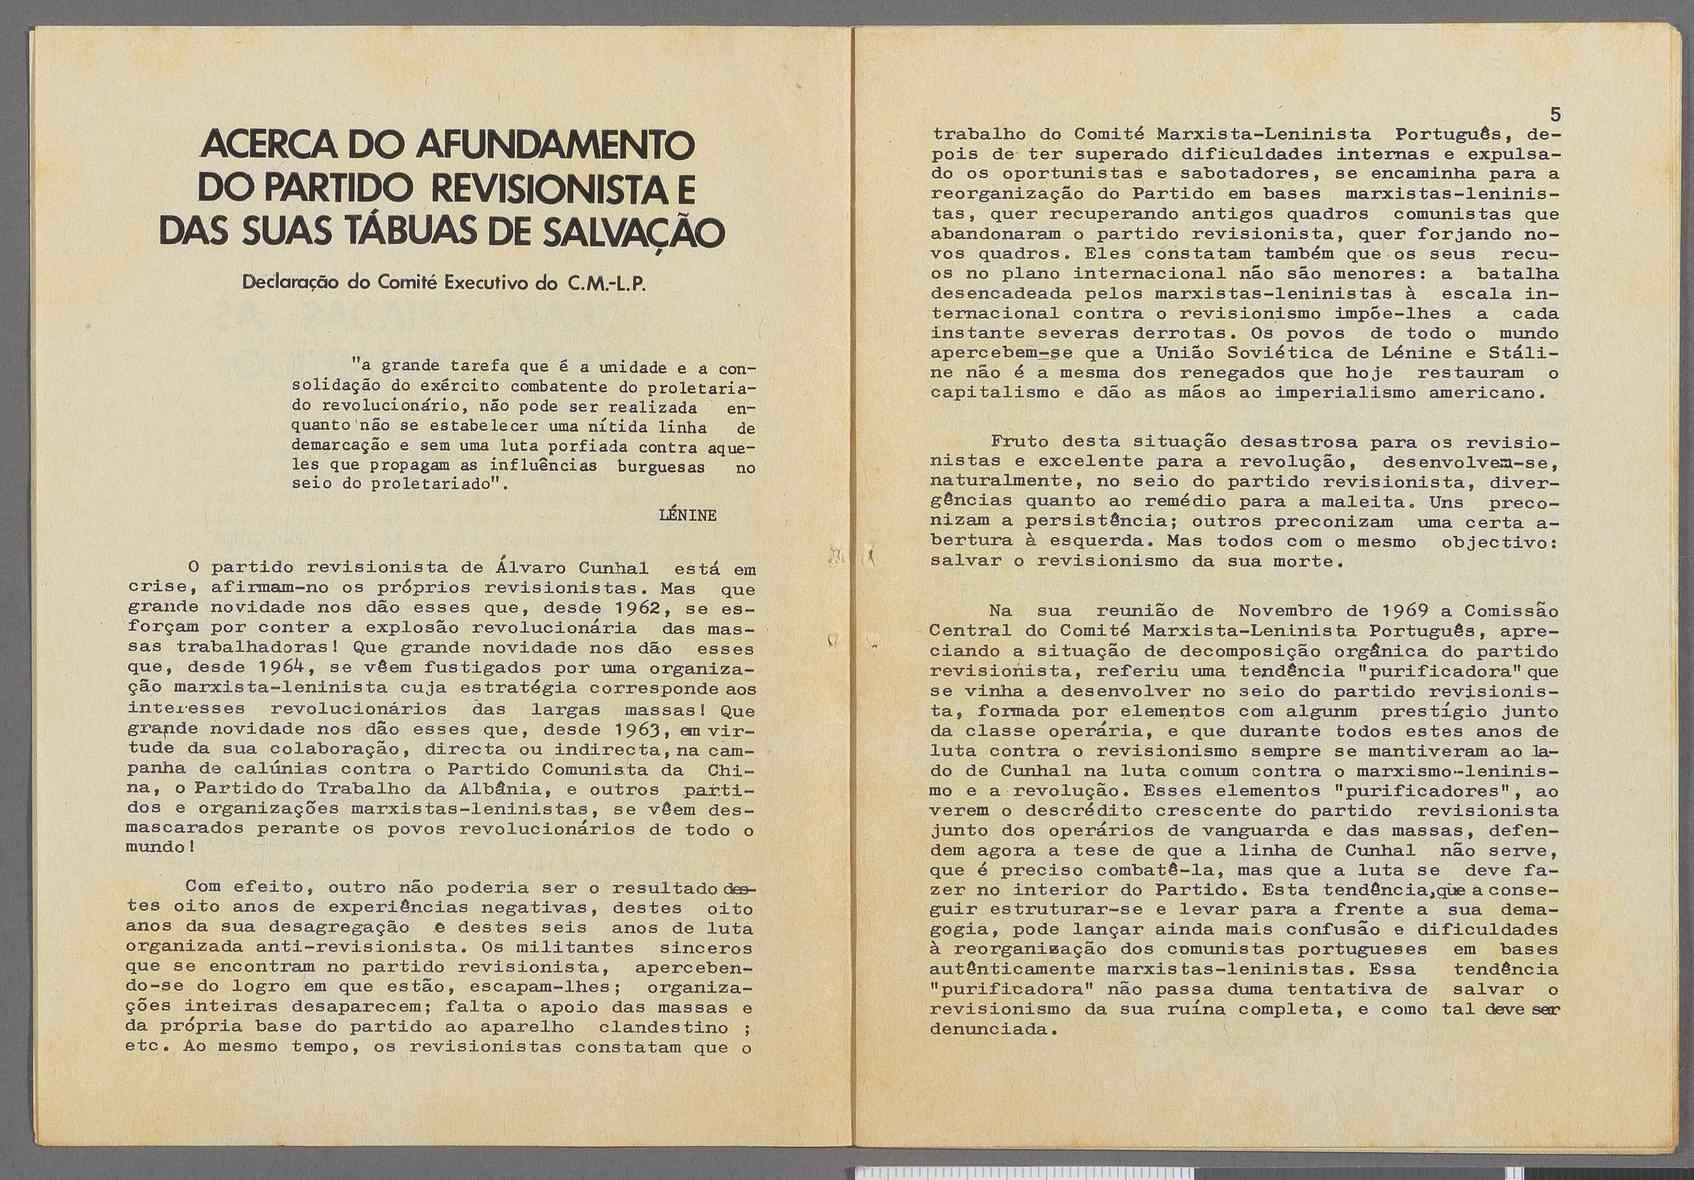 ACERCA DO AFUNDAMENTO
DO PARTIDO REVISIONISTA E
DAS SUAS TÁBUAS DE SALVAÇÃO
Declaração do Comité Executivo do C.M.-L.P.
"a grande tarefa que é a unidade e a con-
solidação do exército combatente do proletaria-
do revolucionário, não pode ser realizada en-
quanto não se estabelecer uma nítida linha de
demarcação e sem uma luta porfiada contra aque-
les que propagam as influências burguesas no
seio do proletariado".
LÉNINE
O partido revisionista de Álvaro Cunhal está em
crise, afirmam-no os próprios revisionistas. Mas que
grande novidade nos dão esses que, desde 1962, se es-
forçam por conter a explosão revolucionária das mas-
sas trabalhadoras! Que grande novidade nos dão esses
que, desde 1964, se vêem fustigados por uma organiza-
ção marxista-leninista cuja estratégia corresponde aos
interesses revolucionários das largas massas! Que
grande novidade nos dão esses que, desde 1963, em vir-
tude da sua colaboração, directa ou indirecta, na cam-
panha de calúnias contra o Partido Comunista da Chi-
na, o Partido do Trabalho da Albânia, e outros parti-
dos e organizações marxistas-leninistas, se vêem des-
mascarados perante os povos revolucionários de todo o
mundo!
Com efeito, outro não poderia ser o resultado des-
tes oito anos de experiências negativas, destes oito
anos da sua desagregação e destes seis anos de luta
organizada anti-revisionista. Os militantes sinceros
que se encontram no partido revisionista, aperceben-
do-se do logro em que estão, escapam-lhes; organiza-
ções inteiras desaparecem; falta o apoio das massas e
da própria base do partido ao aparelho clandestino ;
etc. Ao mesmo tempo, os revisionistas constatam que o
5
trabalho do Comité Marxista-Leninista Português, de-
pois de ter superado dificuldades internas e expulsa-
do os oportunistas e sabotadores, se encaminha para a
reorganização do Partido em bases marxistas-leninis-
tas, quer recuperando antigos quadros comunistas que
abandonaram o partido revisionista, quer forjando no-
vos quadros. Eles constatam também que os seus recu-
os no plano internacional não são menores: a batalha
desencadeada pelos marxistas-leninistas à escala in-
ternacional contra o revisionismo impõe-lhes a cada
instante severas derrotas. Os povos de todo o mundo
apercebem-se que a União Soviética de Lénine e Stáli-
ne não é a mesma dos renegados que hoje restauram o
capitalismo e dão as mãos ao imperialismo americano.
Fruto desta situação desastrosa para os revisio-
nistas e excelente para a revolução, desenvolvem-se,
naturalmente, no seio do partido revisionista, diver-
gências quanto ao remédio para a maleita. Uns preco-
nizam a persistência; outros preconizam uma certa a-
bertura à esquerda. Mas todos com o mesmo objectivo:
salvar o revisionismo da sua morte.
Na sua reunião de Novembro de 1969 a Comissão
Central do Comité Marxista-Leninista Português, apre-
ciando a situação de decomposição orgânica do partido
revisionista, referiu uma tendência "purificadora" que
se vinha a desenvolver no seio do partido revisionis-
ta, formada por elementos com algunm prestígio junto
da classe operária, e que durante todos estes anos de
luta contra o revisionismo sempre se mantiveram ao la-
do de Cunhal na luta comum contra o marxismo-leninis-
mo e a revolução. Esses elementos "purificadores", ao
verem o descrédito crescente do partido revisionista
junto dos operários de vanguarda e das massas, defen-
dem agora a tese de que a linha de Cunhal não serve,
que é preciso combatê-la, mas que a luta se deve fa-
zer no interior do Partido. Esta tendência, que a conse-
guir estruturar-se e levar para a frente a sua dema-
gogia, pode lançar ainda mais confusão e dificuldades
à reorganização dos comunistas portugueses em bases
autênticamente marxistas-leninistas. Essa tendência
"purificadora" não passa duma tentativa de salvar o
revisionismo da sua ruína completa, e como tal deve ser
denunciada.